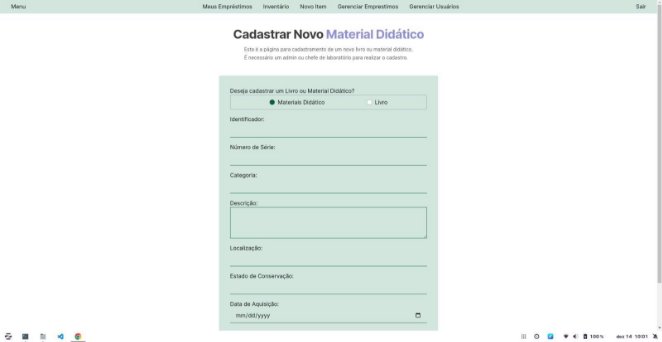 Menu Meus Empréstimos Inventário Novo Item Gerenciar Emprestimos Gerenciar Usuários Sair
Cadastrar Novo Material Didático
Esta é a página para cadastramento de um novo livro ou material didático.
É necessário um admin ou chefe de laboratório para realizar o cadastro.
Deseja cadastrar um Livro ou Material Didático?
Materiais Didático Livro
Identificador:
Número de Série:
Categoria:
Descrição:
Localização:
Estado de Conservação:
Data de Aquisição:
mm/dd/yyyy
100% dez 14 10:01